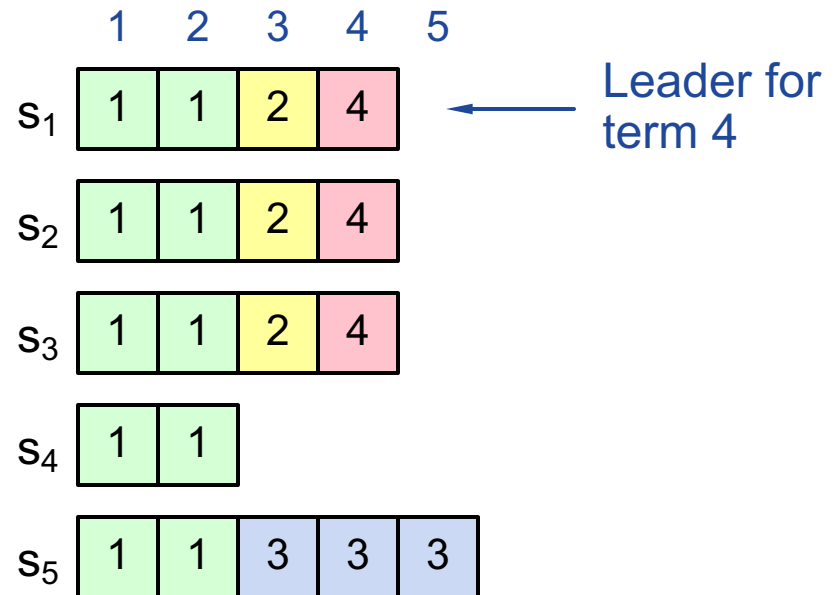 1 2 3 4 5
s₁ 1 1 2 4
Leader for
term 4
s₂ 1 1 2 4
s₃ 1 1 2 4
s₄ 1 1
s₅ 1 1 3 3 3